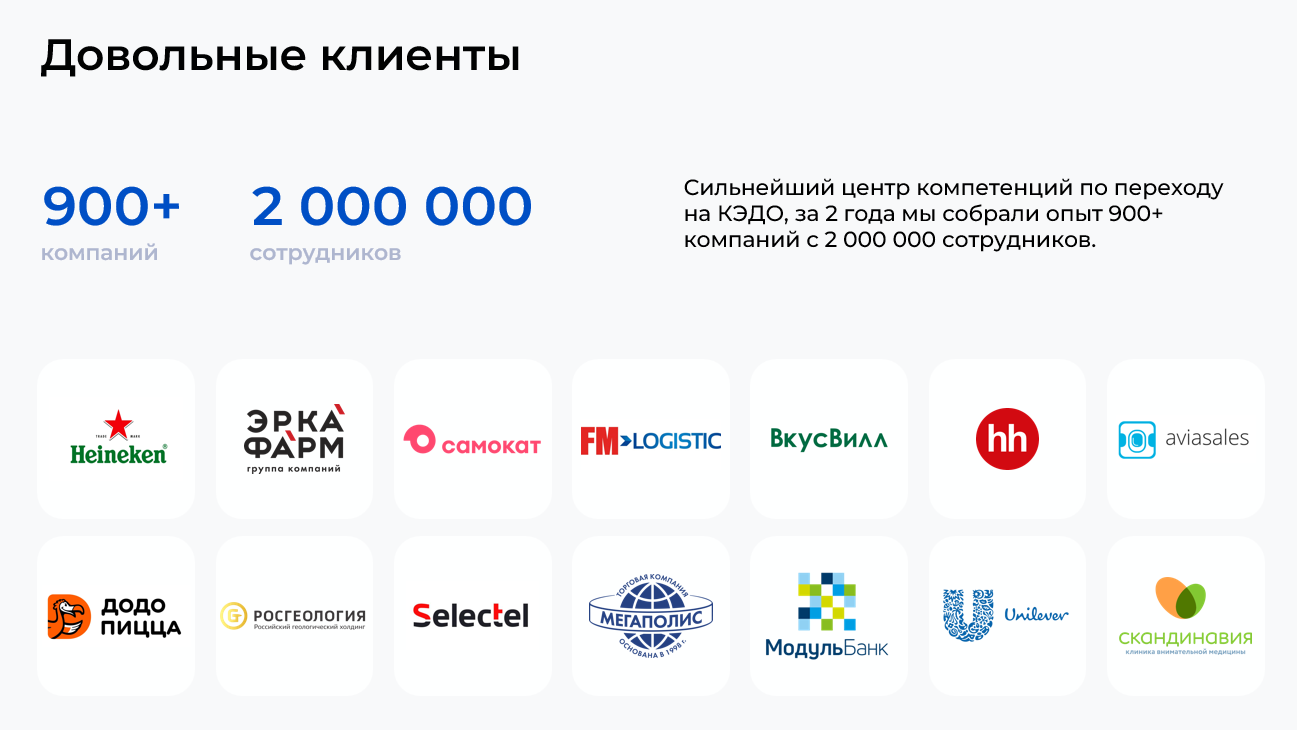 Довольные клиенты
900+
компаний
2 000 000
сотрудников
Сильнейший центр компетенций по переходу
на КЭДО, за 2 года мы собрали опыт 900+
компаний с 2 000 000 сотрудников.
TRADE MARK
Heineken®
ЭРКА
ФАРМ
группа компаний
самокат
FM LOGISTIC
ВкусВилл
hh
aviasales
ДОДО
ПИЦЦА
РОСГЕОЛОГИЯ
Российский геологический холдинг
Selectel
ТОРГОВАЯ КОМПАНИЯ
МЕГАПОЛИС
ОСНОВАНА В 1998 г.
МодульБанк
Unilever
скандинавия
клиника внимательной медицины